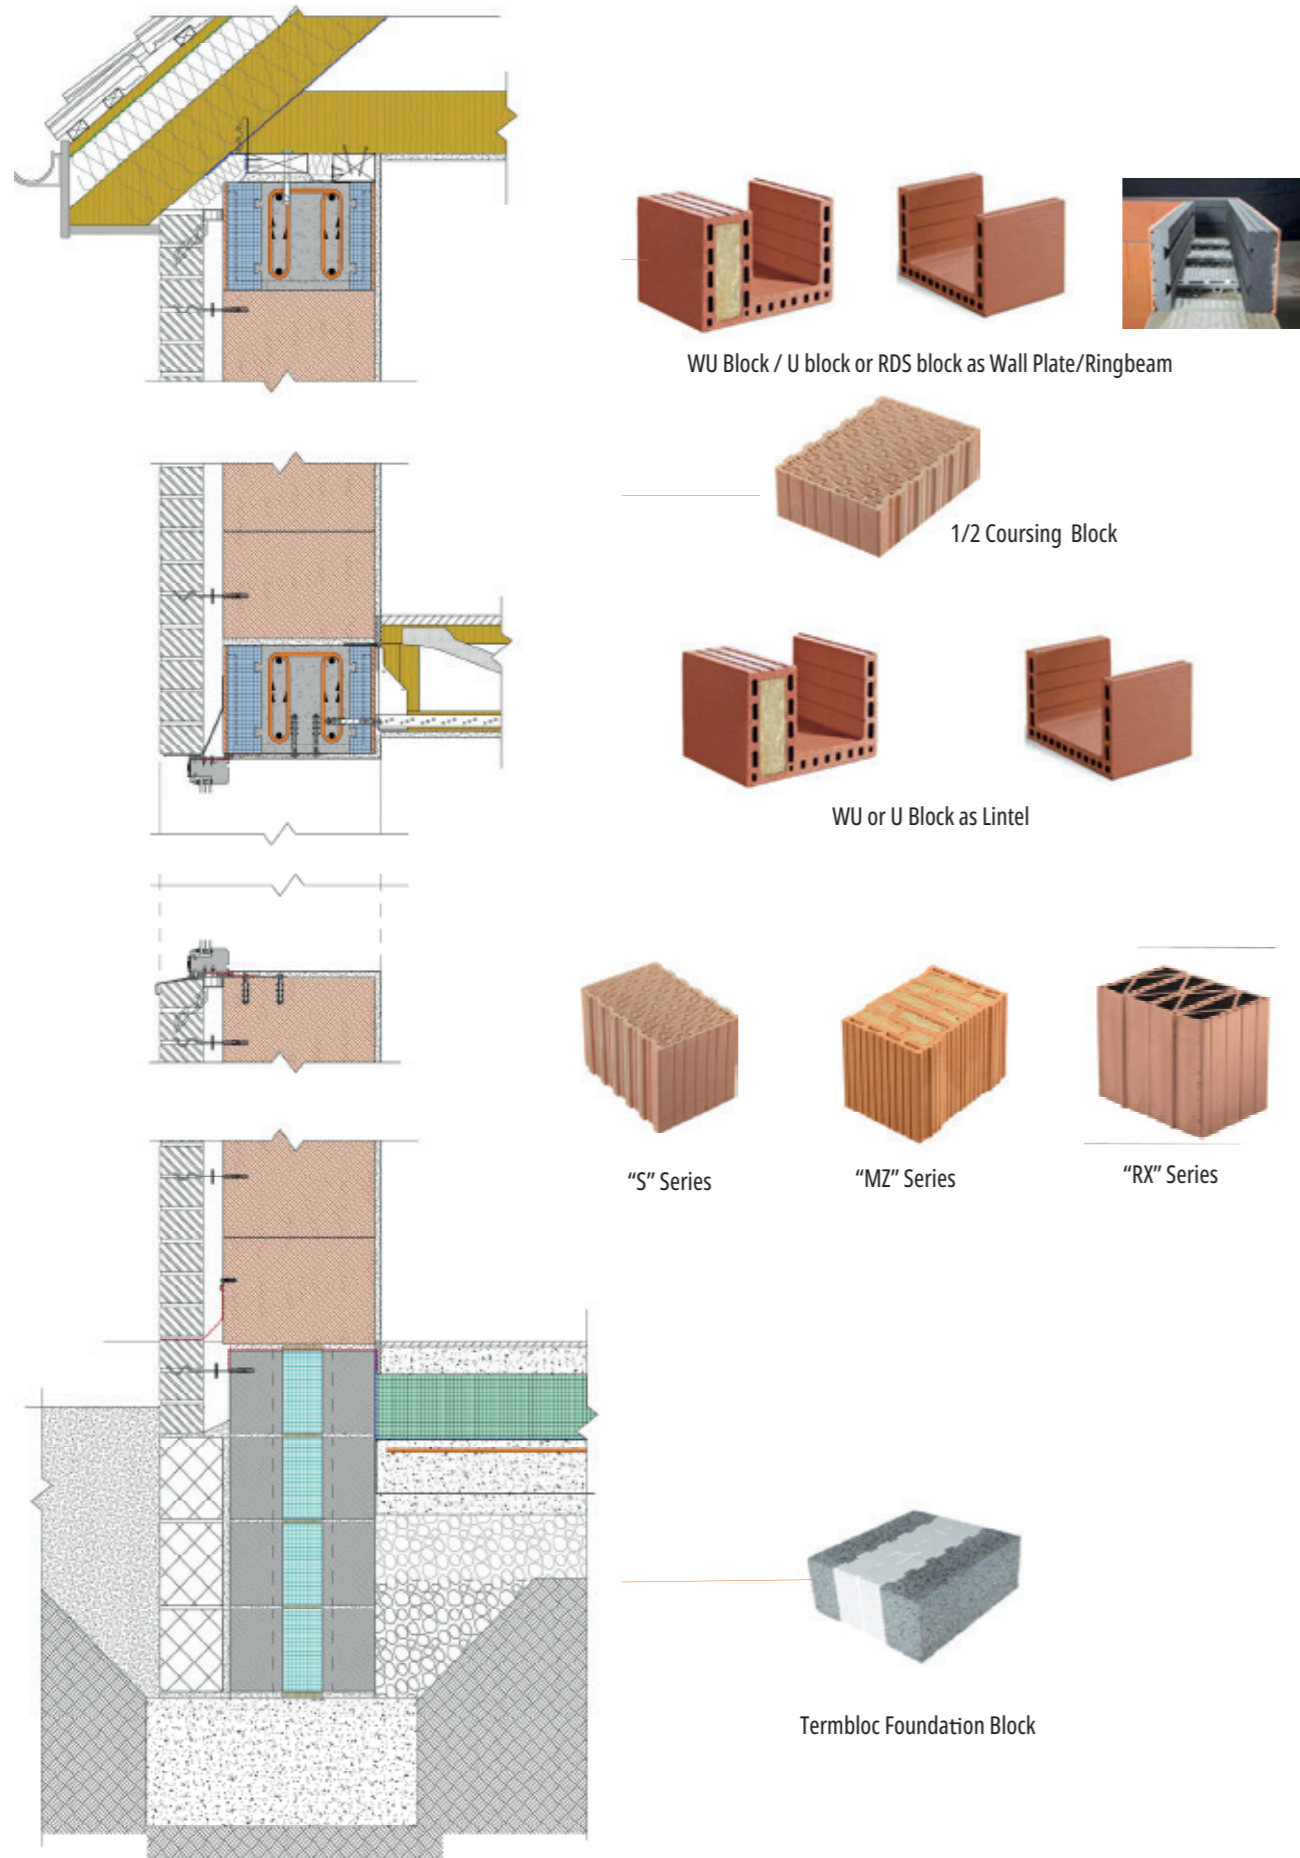 WU Block / U block or RDS block as Wall Plate/Ringbeam
1/2 Coursing Block
WU or U Block as Lintel
“S” Series
“MZ” Series
“RX” Series
Termbloc Foundation Block